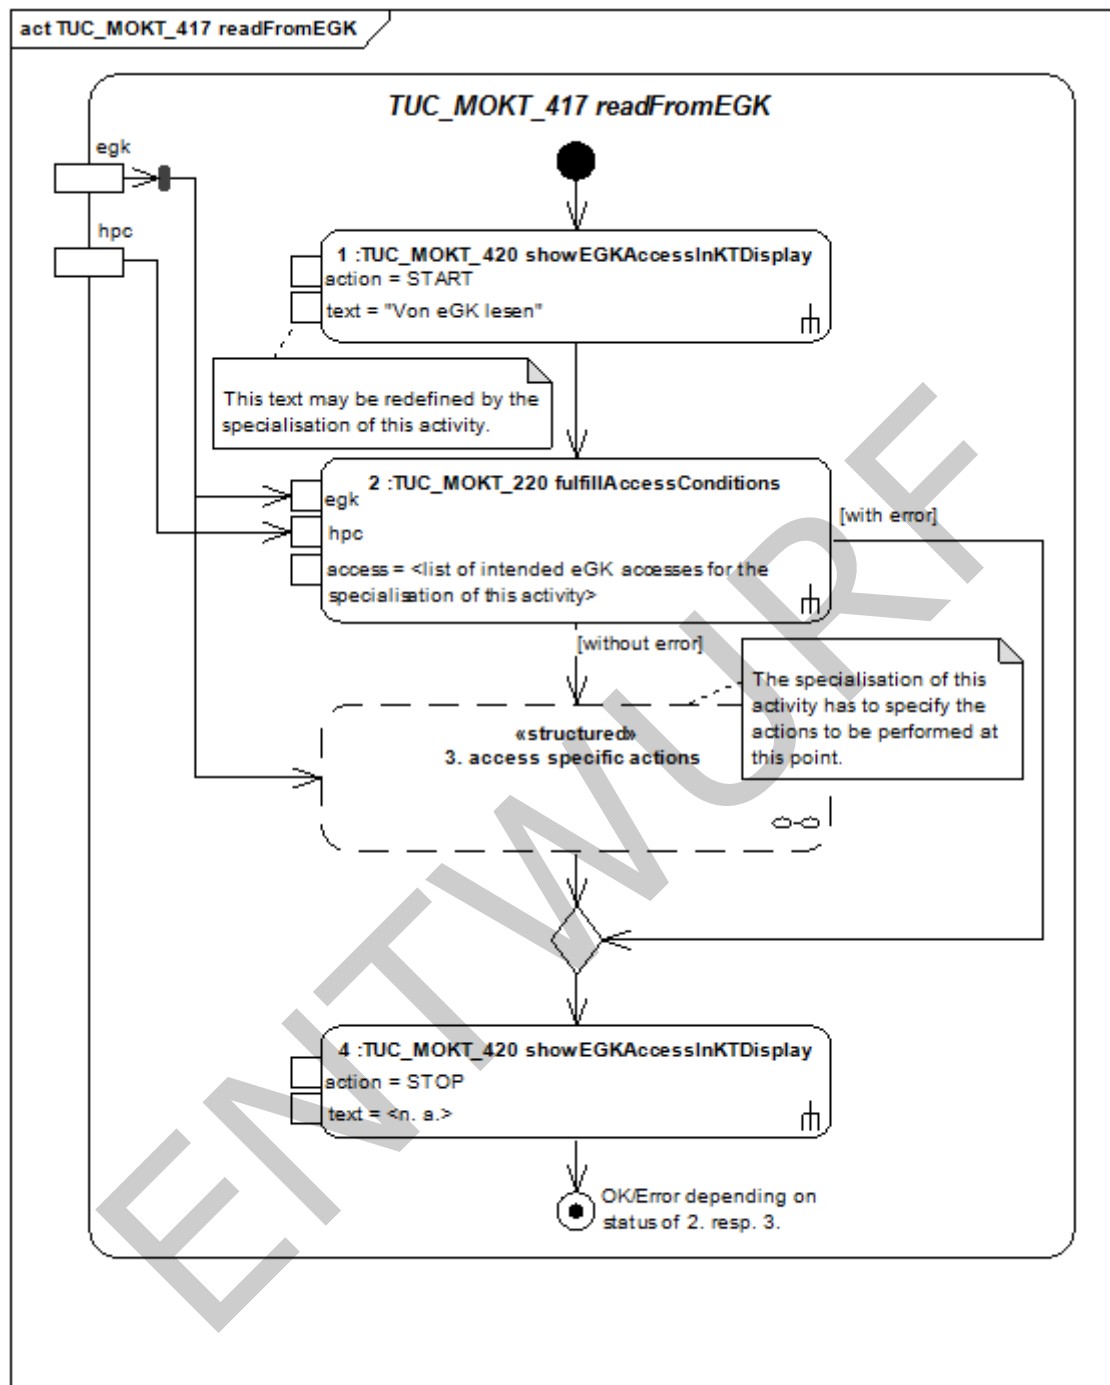 act TUC_MOKT_417 readFromEGK
TUC_MOKT_417 readFromEGK
egk
hpc
1 :TUC_MOKT_420 showEGKAccessInKTDisplay
action = START
text = "Von eGK lesen"
This text may be redefined by the
specialisation of this activity.
2 :TUC_MOKT_220 fulfillAccessConditions
egk
hpc
access = <list of intended eGK accesses for the
specialisation of this activity>
[with error]
[without error]
The specialisation of this
activity has to specify the
actions to be performed at
this point.
«structured»
3. access specific actions
4 :TUC_MOKT_420 showEGKAccessInKTDisplay
action = STOP
text = <n. a.>
OK/Error depending on
status of 2. resp. 3.
ENTWURF